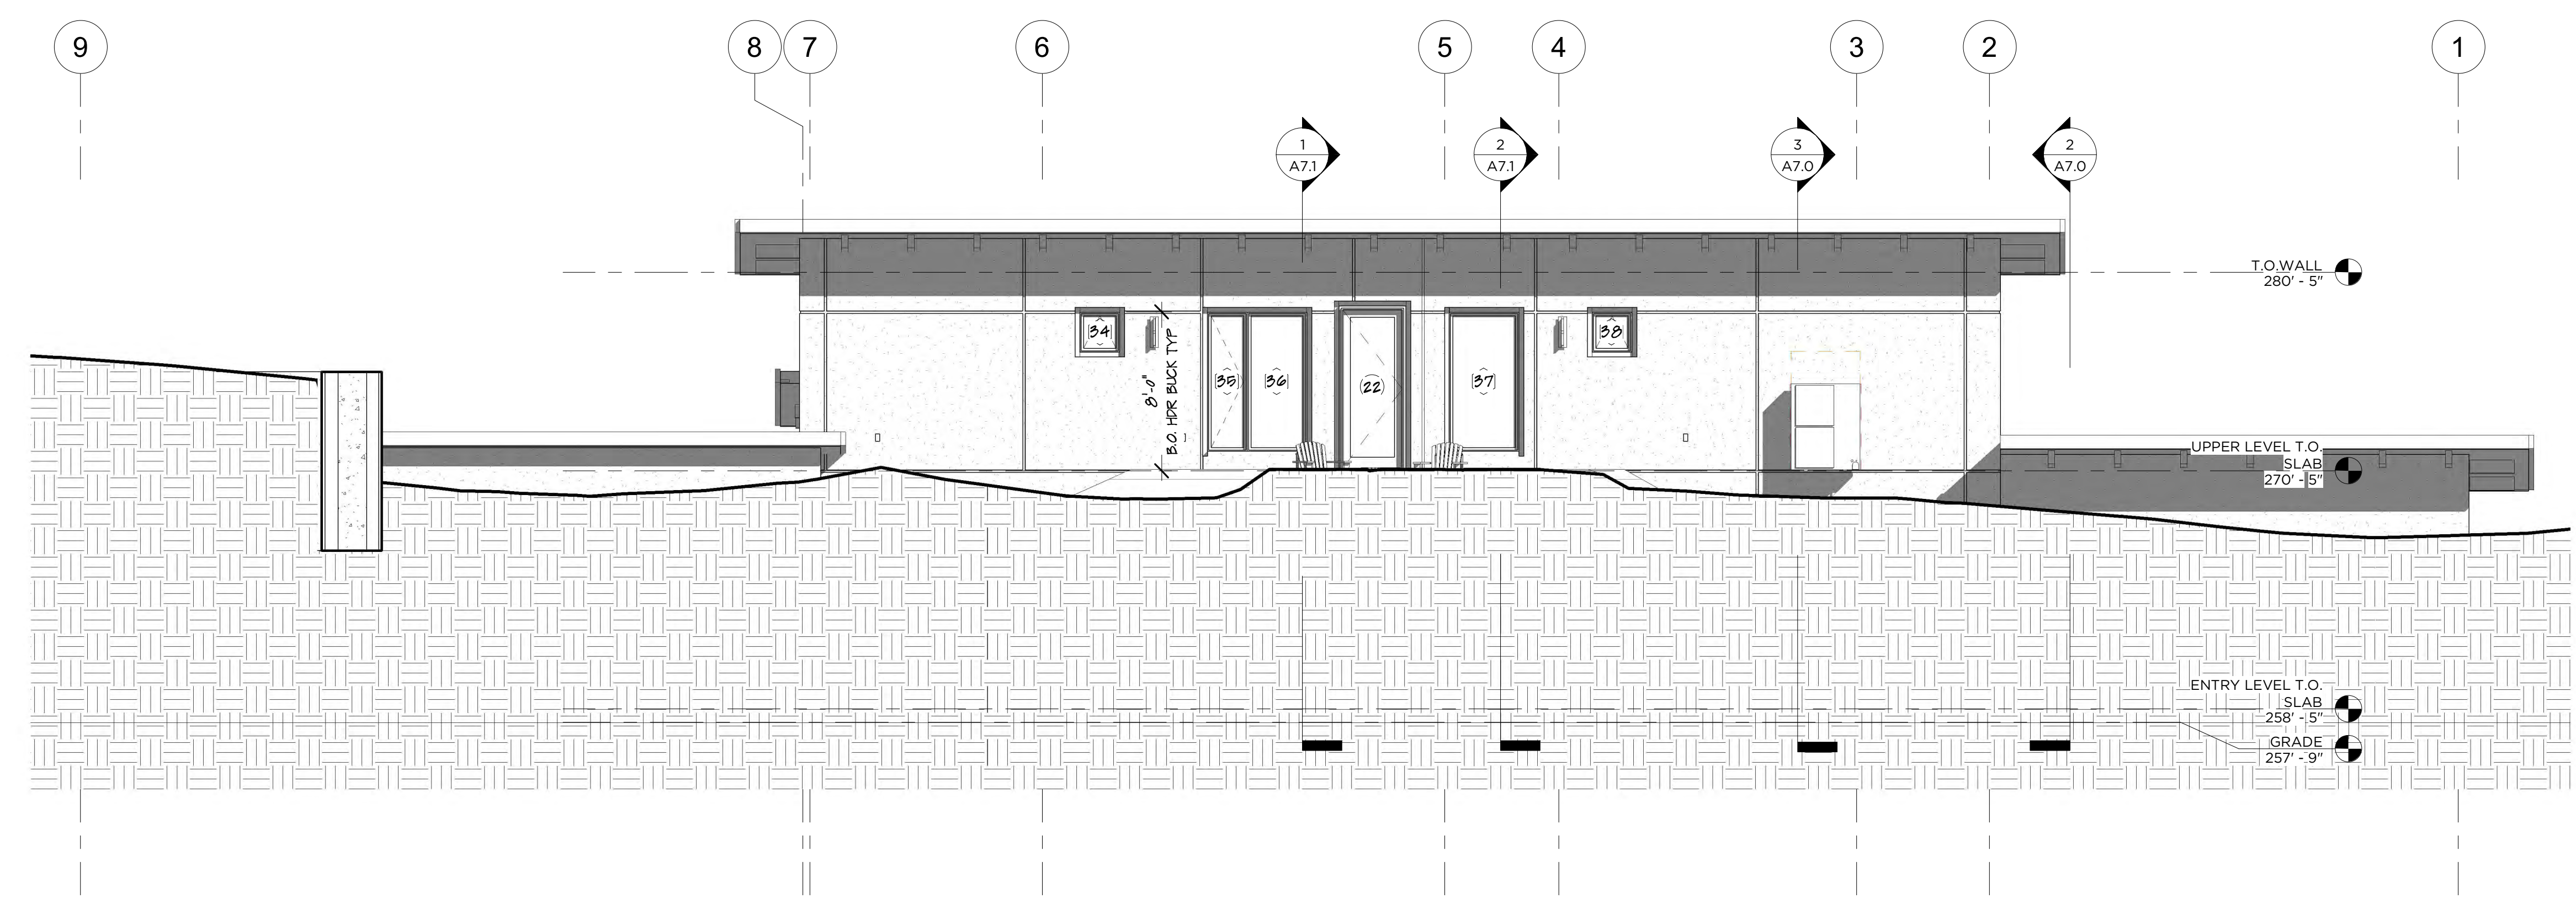 9
8
7
6
5
4
3
2
1
1
A7.1
2
A7.1
3
A7.0
2
A7.0
T.O.WALL
280' - 5"
34
8'-0"
B.O. HDR BUCK TYP
35
36
22
37
38
UPPER LEVEL T.O.
SLAB
270' - 5"
ENTRY LEVEL T.O.
SLAB
258' - 5"
GRADE
257' - 9"